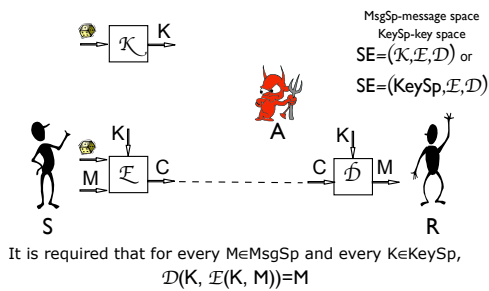 MsgSp-message space
KeySp-key space
SE=(𝒦,ℰ,𝒟) or
SE=(KeySp,ℰ,𝒟)
𝒦 K
A
K K
M ℰ C C 𝒟 M
S R
It is required that for every M∈MsgSp and every K∈KeySp,
𝒟(K, ℰ(K, M))=M